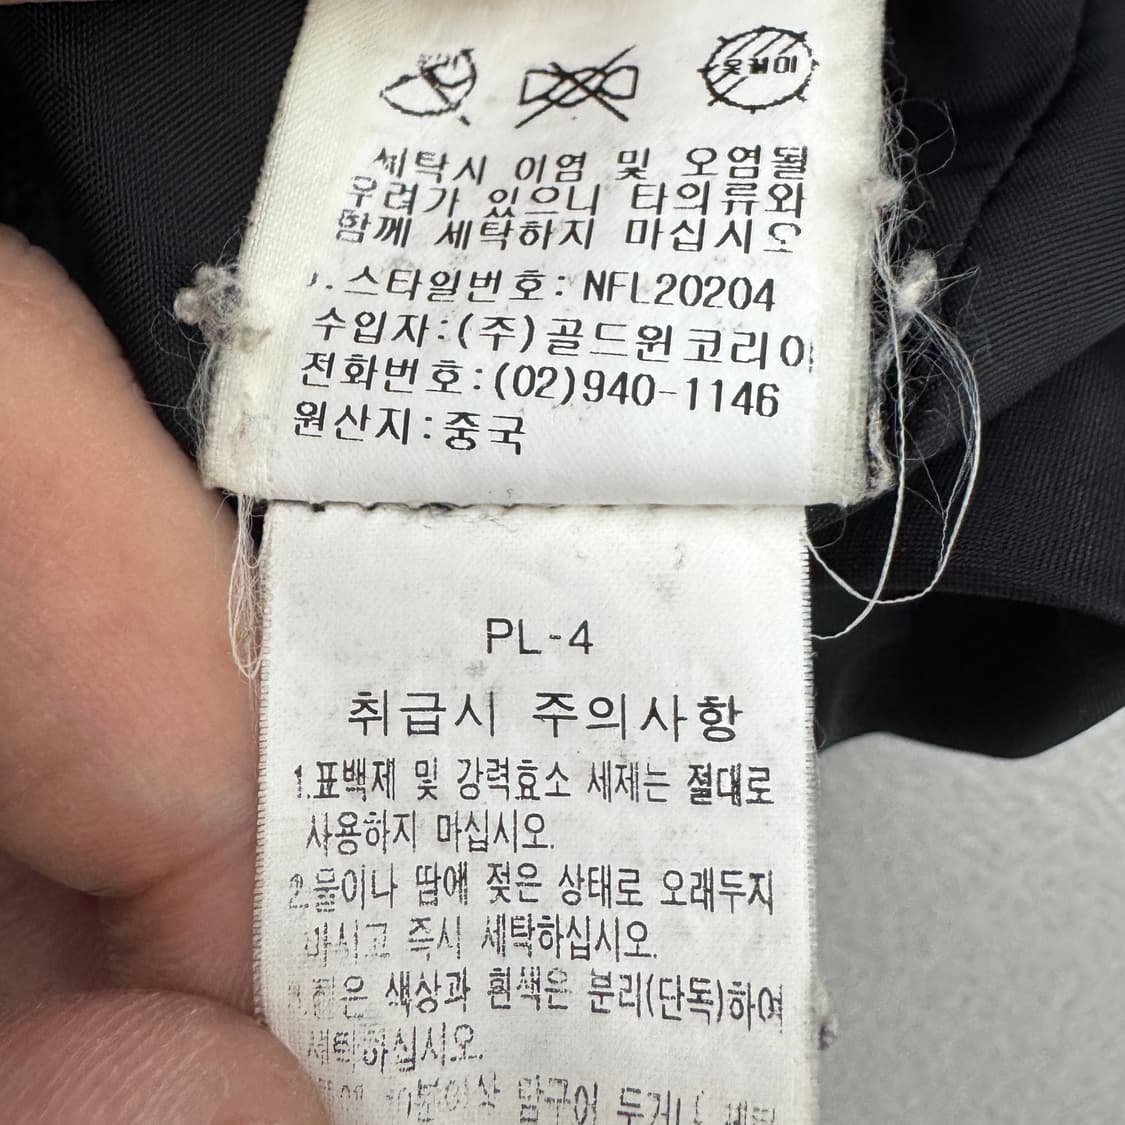 옷걸이
세탁시 이염 및 오염될
우려가 있으니 타의류와
함께 세탁하지 마십시오
스타일번호: NFL20204
수입자:(주)골드윈코리아
전화번호:(02)940-1146
원산지:중국
PL-4
취급시 주의사항
1.표백제 및 강력효소 세제는 절대로
사용하지 마십시오.
2.물이나 땀에 젖은 상태로 오래두지
마시고 즉시 세탁하십시오.
3.짙은 색상과 흰색은 분리(단독)하여
세탁하십시오.
담구어 두거나